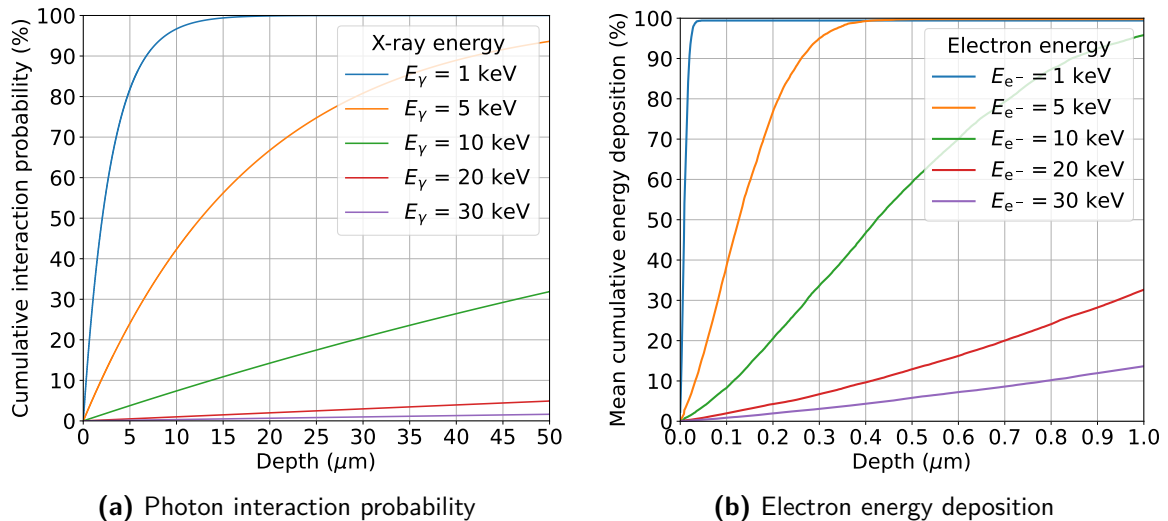 Cumulative interaction probability (%)
100
90
80
70
60
50
40
30
20
10
0
X-ray energy
Eγ = 1 keV
Eγ = 5 keV
Eγ = 10 keV
Eγ = 20 keV
Eγ = 30 keV
0 5 10 15 20 25 30 35 40 45 50
Depth (μm)
(a) Photon interaction probability
Mean cumulative energy deposition (%)
100
90
80
70
60
50
40
30
20
10
0
Electron energy
Ee− = 1 keV
Ee− = 5 keV
Ee− = 10 keV
Ee− = 20 keV
Ee− = 30 keV
0.0 0.1 0.2 0.3 0.4 0.5 0.6 0.7 0.8 0.9 1.0
Depth (μm)
(b) Electron energy deposition